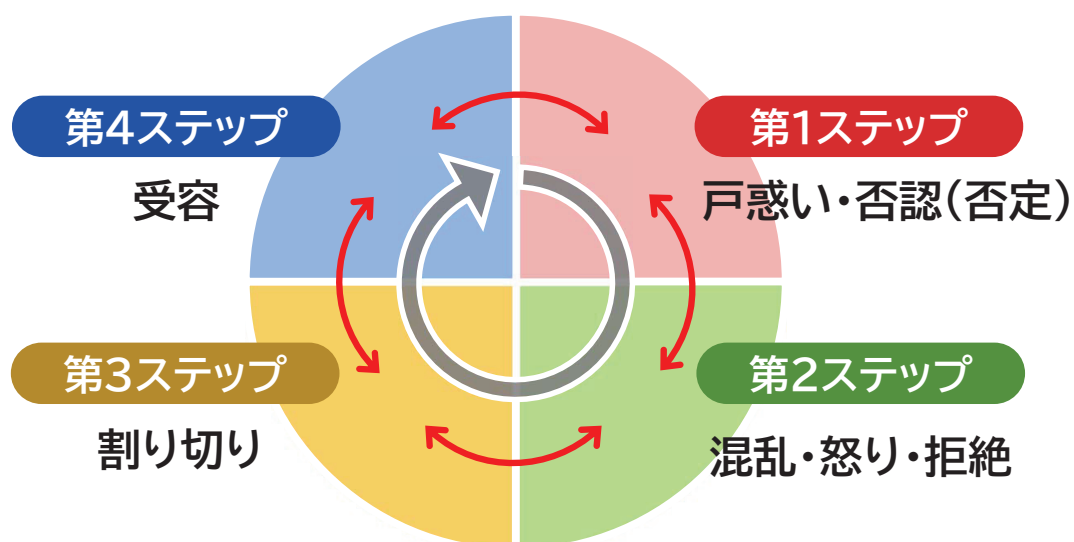 第1ステップ
戸惑い・否認(否定)
第2ステップ
混乱・怒り・拒絶
第3ステップ
割り切り
第4ステップ
受容